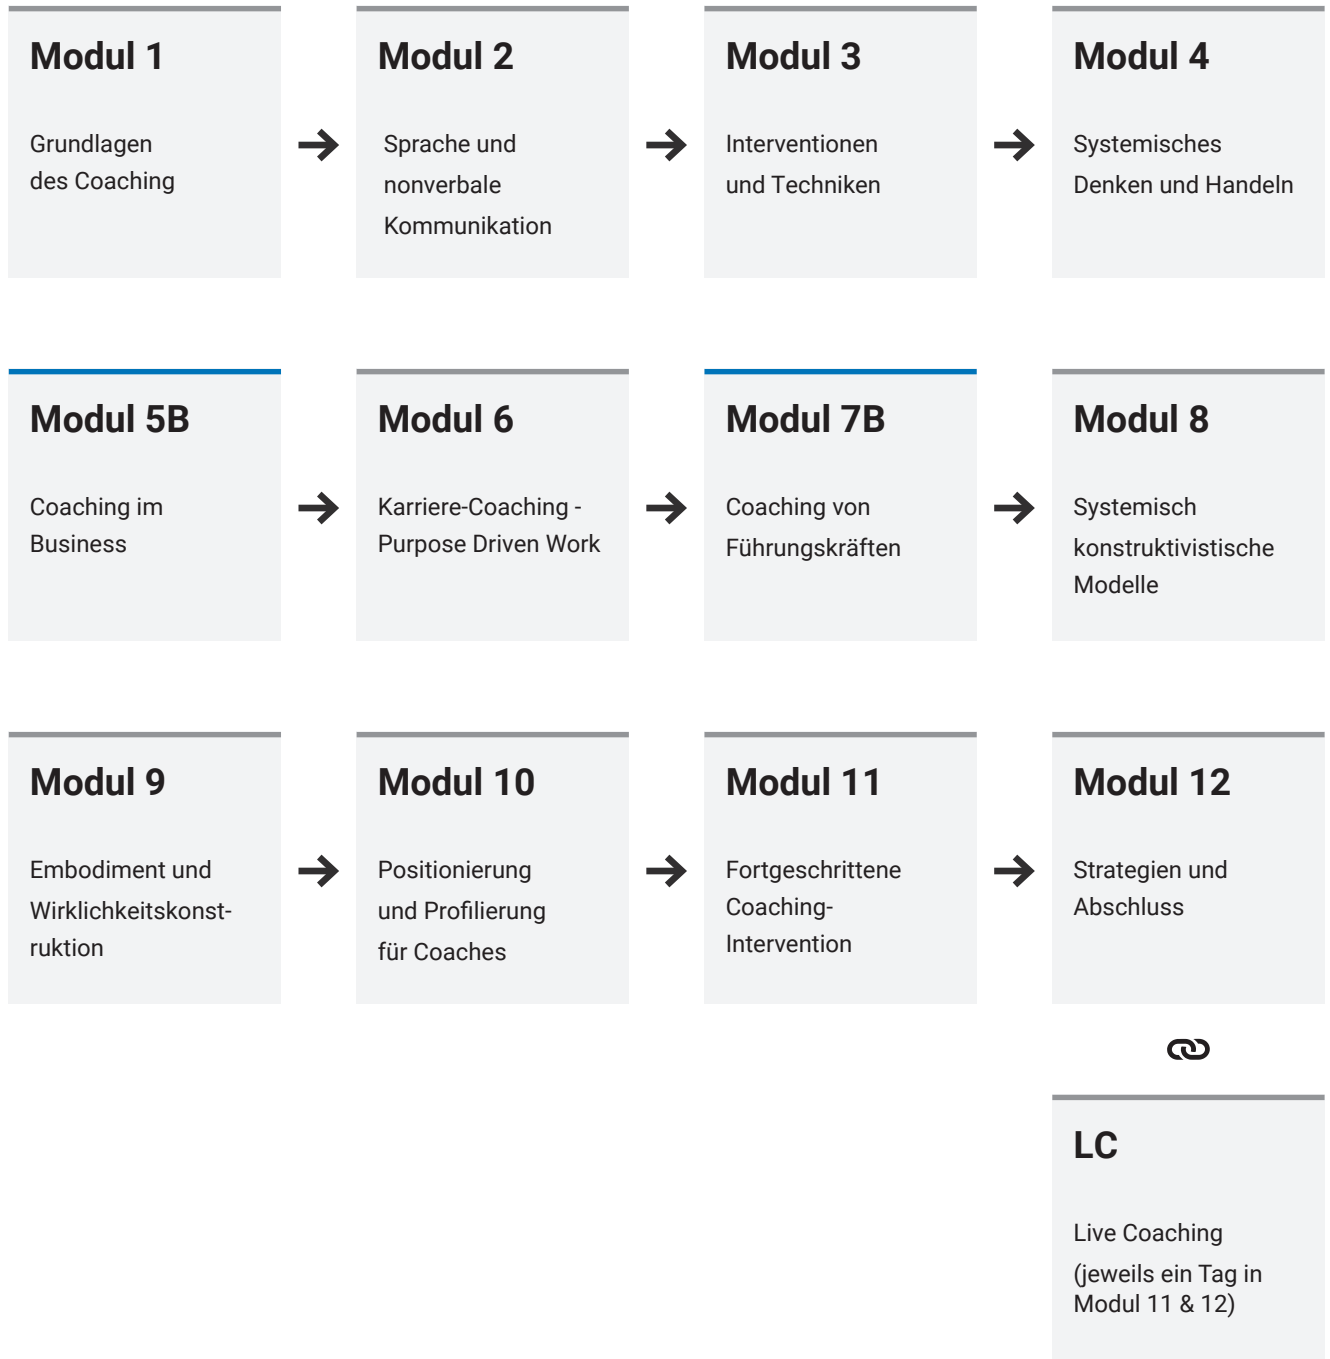 Modul 1
Grundlagen
des Coaching
Modul 2
Sprache und
nonverbale
Kommunikation
Modul 3
Interventionen
und Techniken
Modul 4
Systemisches
Denken und Handeln
Modul 5B
Coaching im
Business
Modul 6
Karriere-Coaching -
Purpose Driven Work
Modul 7B
Coaching von
Führungskräften
Modul 8
Systemisch
konstruktivistische
Modelle
Modul 9
Embodiment und
Wirklichkeitskonst-
ruktion
Modul 10
Positionierung
und Profilierung
für Coaches
Modul 11
Fortgeschrittene
Coaching-
Intervention
Modul 12
Strategien und
Abschluss
LC
Live Coaching
(jeweils ein Tag in
Modul 11 & 12)